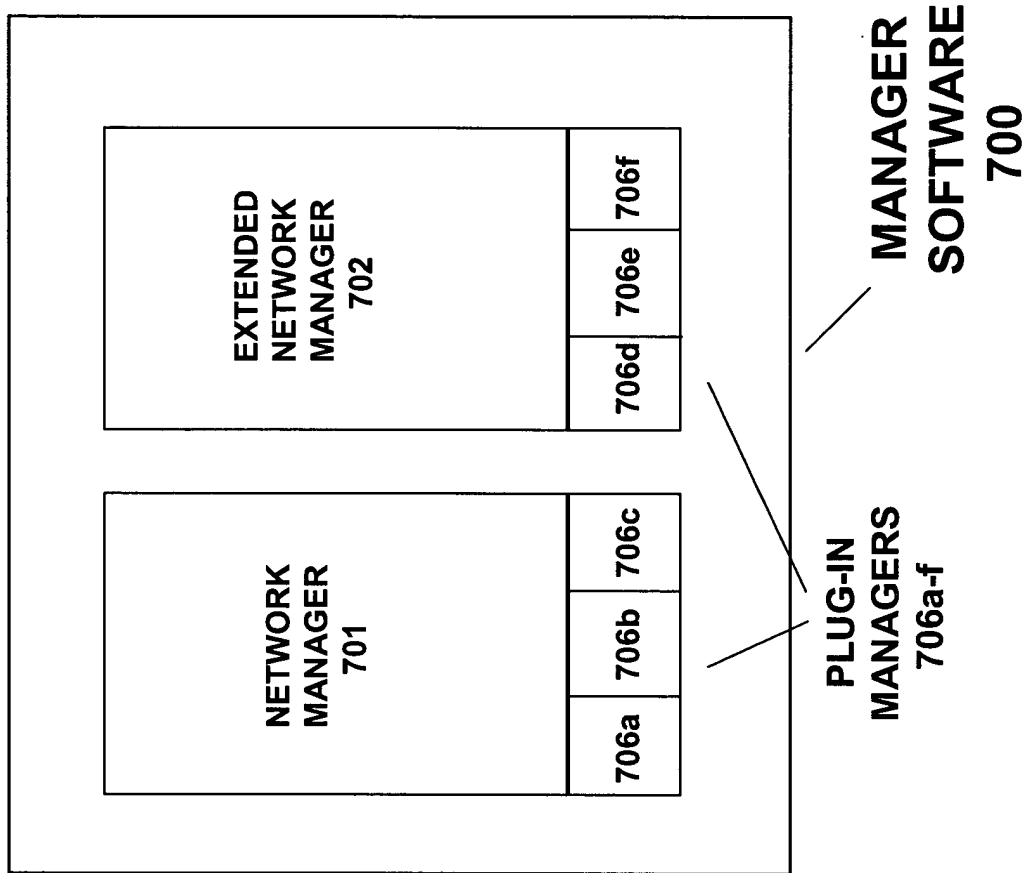 NETWORK
MANAGER
701
706a
706b
706c
EXTENDED
NETWORK
MANAGER
702
706d
706e
706f
PLUG-IN
MANAGERS
706a-f
MANAGER
SOFTWARE
700